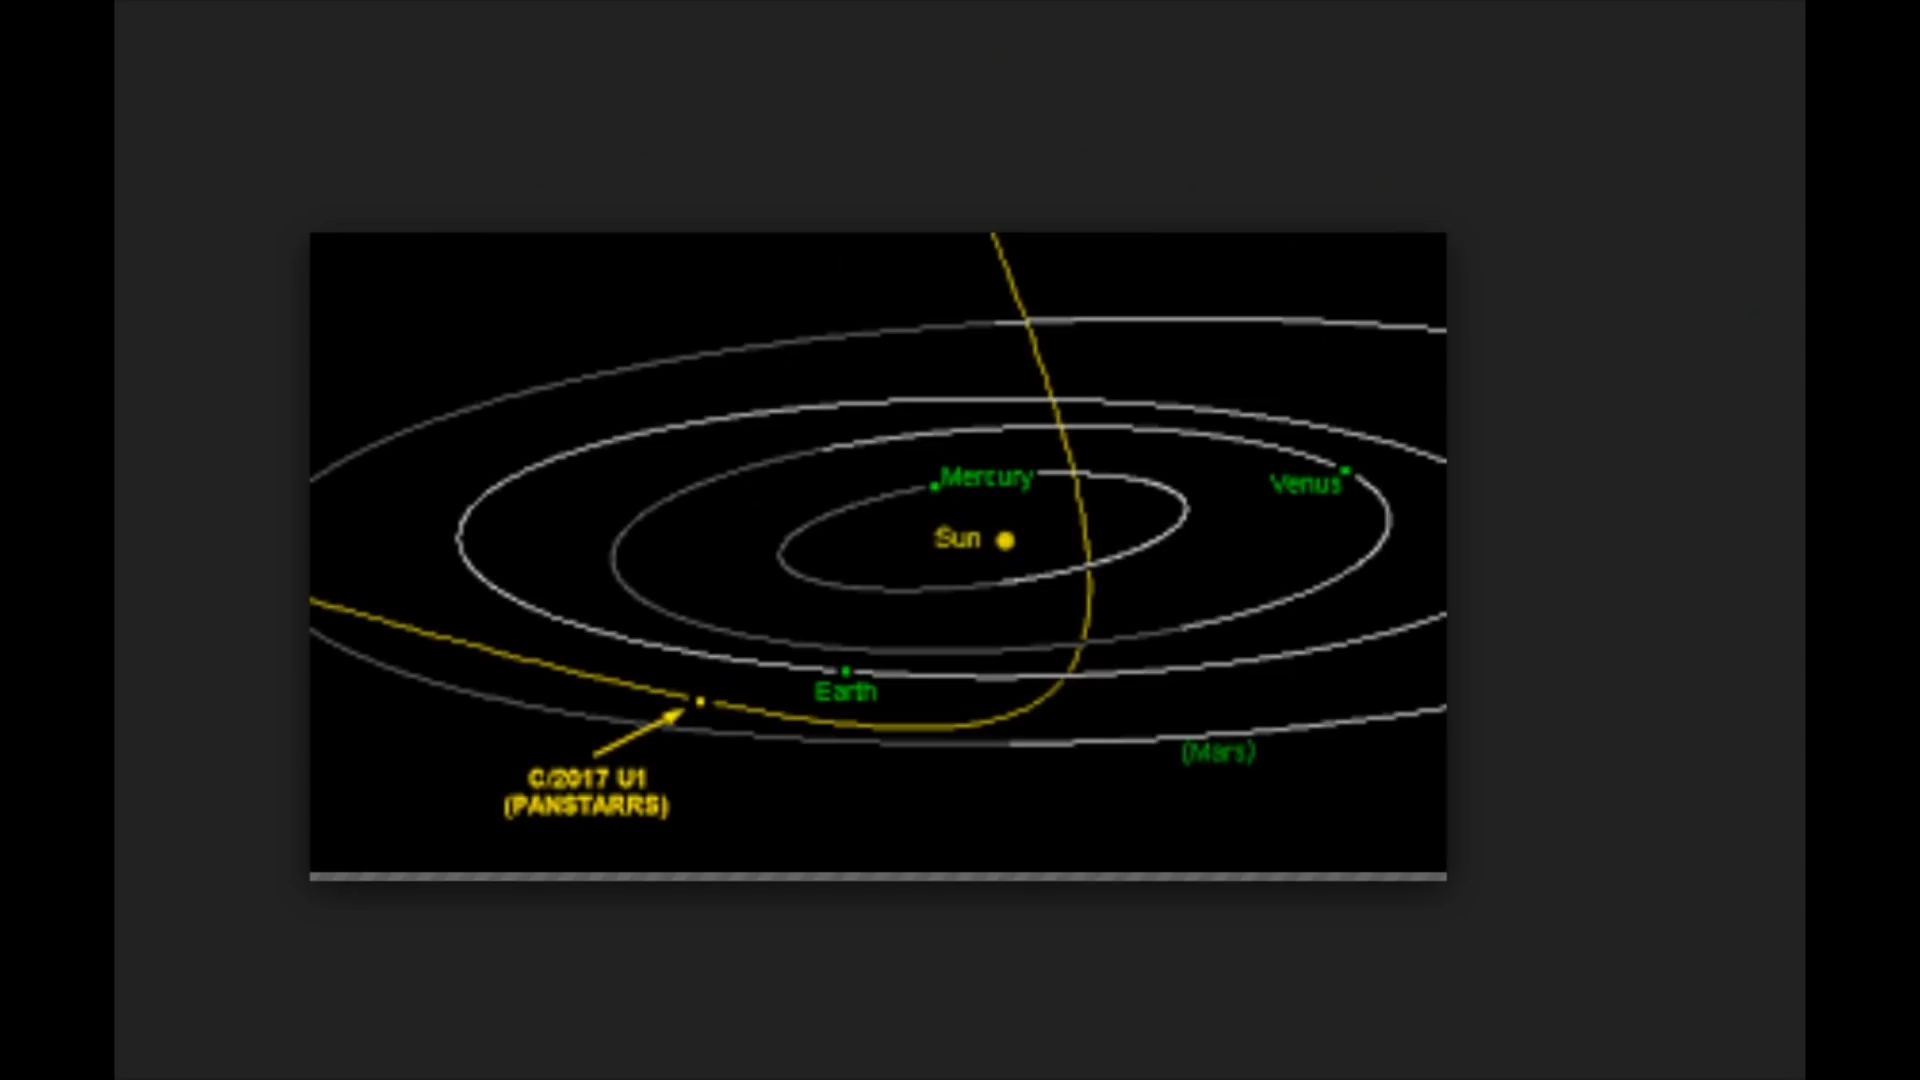 Mercury
Venus
Sun
Earth
(Mars)
C/2017 U1
(PANSTARRS)